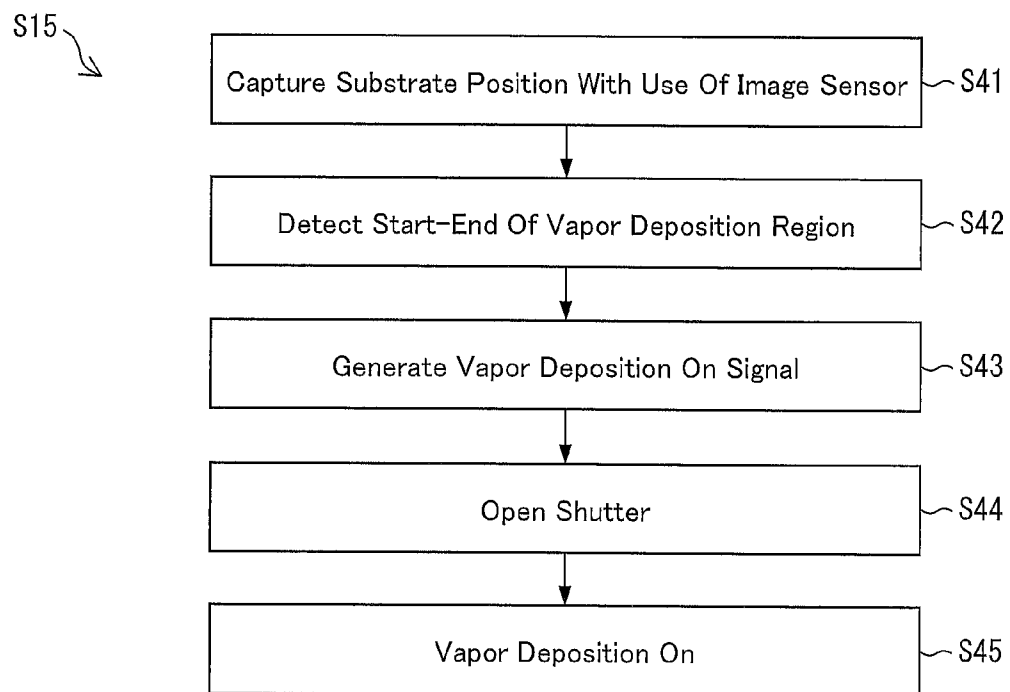 S15
Capture Substrate Position With Use Of Image Sensor S41
Detect Start-End Of Vapor Deposition Region S42
Generate Vapor Deposition On Signal S43
Open Shutter S44
Vapor Deposition On S45